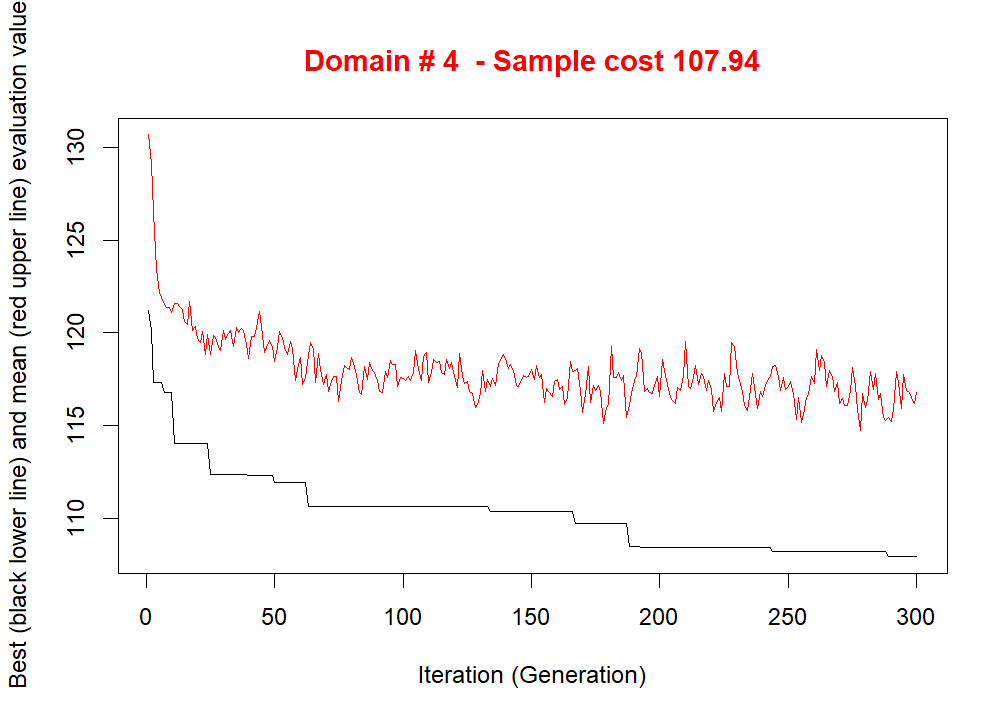 Domain # 4  - Sample cost 107.94
Best (black lower line) and mean (red upper line) evaluation value
130
125
120
115
110
0 50 100 150 200 250 300
Iteration (Generation)